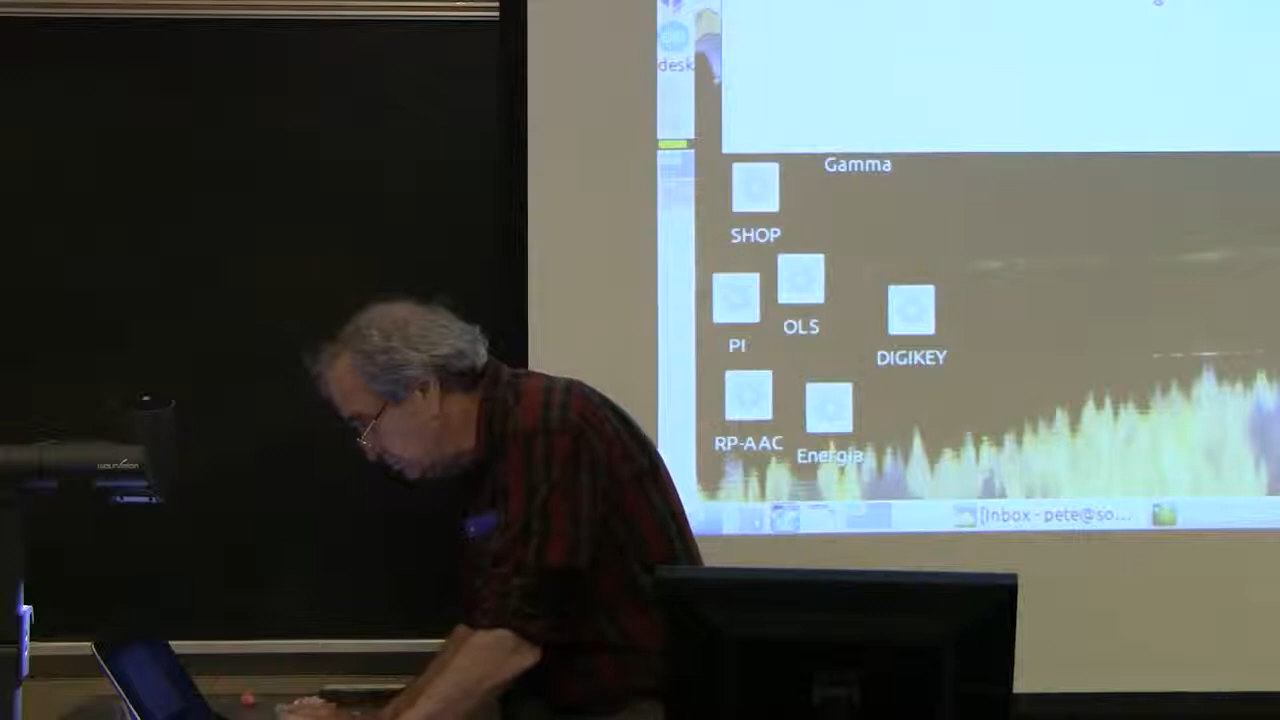 desk
Gamma
SHOP
OLS
PI
DIGIKEY
RP-AAC
Energia
[Inbox - pete@so...